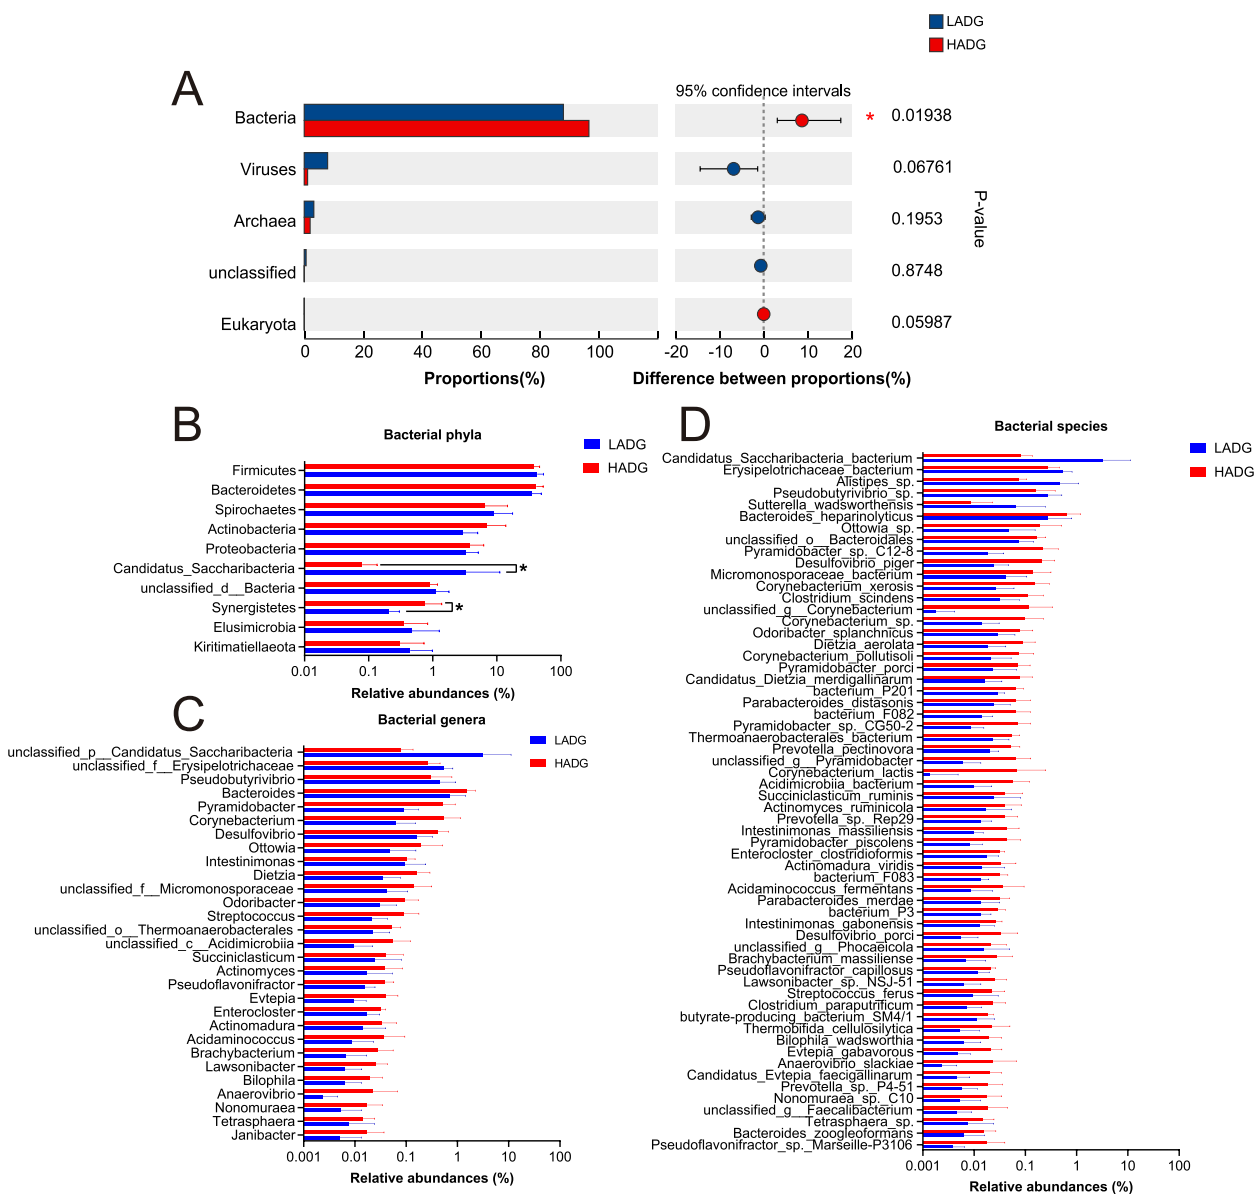 LADG
HADG
A
95% confidence intervals
Bacteria
* 0.01938
Viruses
0.06761
Archaea
0.1953
unclassified
0.8748
Eukaryota
0.05987
P-value
0 20 40 60 80 100
-20 -10 0 10 20
Proportions(%)
Difference between proportions(%)
B
Bacterial phyla
LADG
HADG
Firmicutes
Bacteroidetes
Spirochaetes
Actinobacteria
Proteobacteria
Candidatus_Saccharibacteria
*
unclassified_d__Bacteria
Synergistetes
*
Elusimicrobia
Kiritimatiellaeota
0.01 0.1 1 10 100
Relative abundances (%)
C
Bacterial genera
LADG
HADG
unclassified_p__Candidatus_Saccharibacteria
unclassified_f__Erysipelotrichaceae
Pseudobutyrivibrio
Bacteroides
Pyramidobacter
Corynebacterium
Desulfovibrio
Ottowia
Intestinimonas
Dietzia
unclassified_f__Micromonosporaceae
Odoribacter
Streptococcus
unclassified_o__Thermoanaerobacterales
unclassified_c__Acidimicrobiia
Succiniclasticum
Actinomyces
Pseudoflavonifractor
Evtepia
Enterocloster
Actinomadura
Acidaminococcus
Brachybacterium
Lawsonibacter
Bilophila
Anaerovibrio
Nonomuraea
Tetrasphaera
Janibacter
0.001 0.01 0.1 1 10 100
Relative abundances (%)
D
Bacterial species
LADG
HADG
Candidatus_Saccharibacteria_bacterium
Erysipelotrichaceae_bacterium
Alistipes_sp.
Pseudobutyrivibrio_sp.
Sutterella_wadsworthensis
Bacteroides_heparinolyticus
Ottowia_sp.
unclassified_o__Bacteroidales
Pyramidobacter_sp._C12-8
Desulfovibrio_piger
Micromonosporaceae_bacterium
Corynebacterium_xerosis
Clostridium_scindens
unclassified_g__Corynebacterium
Corynebacterium_sp.
Odoribacter_splanchnicus
Dietzia_aerolata
Corynebacterium_pollutisoli
Pyramidobacter_porci
Candidatus_Dietzia_merdigallinarum
bacterium_P201
Parabacteroides_distasonis
bacterium_F082
Pyramidobacter_sp._CG50-2
Thermoanaerobacterales_bacterium
Prevotella_pectinovora
unclassified_g__Pyramidobacter
Corynebacterium_lactis
Acidimicrobiia_bacterium
Succiniclasticum_ruminis
Actinomyces_ruminicola
Prevotella_sp._Rep29
Intestinimonas_massiliensis
Pyramidobacter_piscolens
Enterocloster_clostridioformis
Actinomadura_viridis
bacterium_F083
Acidaminococcus_fermentans
Parabacteroides_merdae
bacterium_P3
Intestinimonas_gabonensis
Desulfovibrio_porci
unclassified_g__Phocaeicola
Brachybacterium_massiliense
Pseudoflavonifractor_capillosus
Lawsonibacter_sp._NSJ-51
Streptococcus_ferus
Clostridium_paraputrificum
butyrate-producing_bacterium_SM4/1
Thermobifida_cellulosilytica
Bilophila_wadsworthia
Evtepia_gabavorous
Anaerovibrio_slackiae
Candidatus_Evtepia_faecigallinarum
Prevotella_sp._P4-51
Nonomuraea_sp._C10
unclassified_g__Faecalibacterium
Tetrasphaera_sp.
Bacteroides_zoogleoformans
Pseudoflavonifractor_sp._Marseille-P3106
0.001 0.01 0.1 1 10 100
Relative abundances (%)